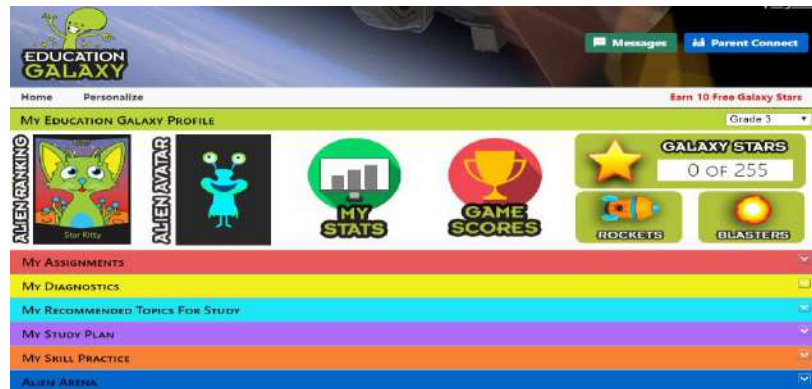 EDUCATION
GALAXY
Messages
Parent Connect
Home Personalize
Earn 10 Free Galaxy Stars
MY EDUCATION GALAXY PROFILE
Grade 3
ALIEN RANKING
Star Kitty
ALIEN AVATAR
MY
STATS
GAME
SCORES
GALAXY STARS
0 OF 255
ROCKETS
BLASTERS
MY ASSIGNMENTS
MY DIAGNOSTICS
MY RECOMMENDED TOPICS FOR STUDY
MY STUDY PLAN
MY SKILL PRACTICE
ALIEN ARENA